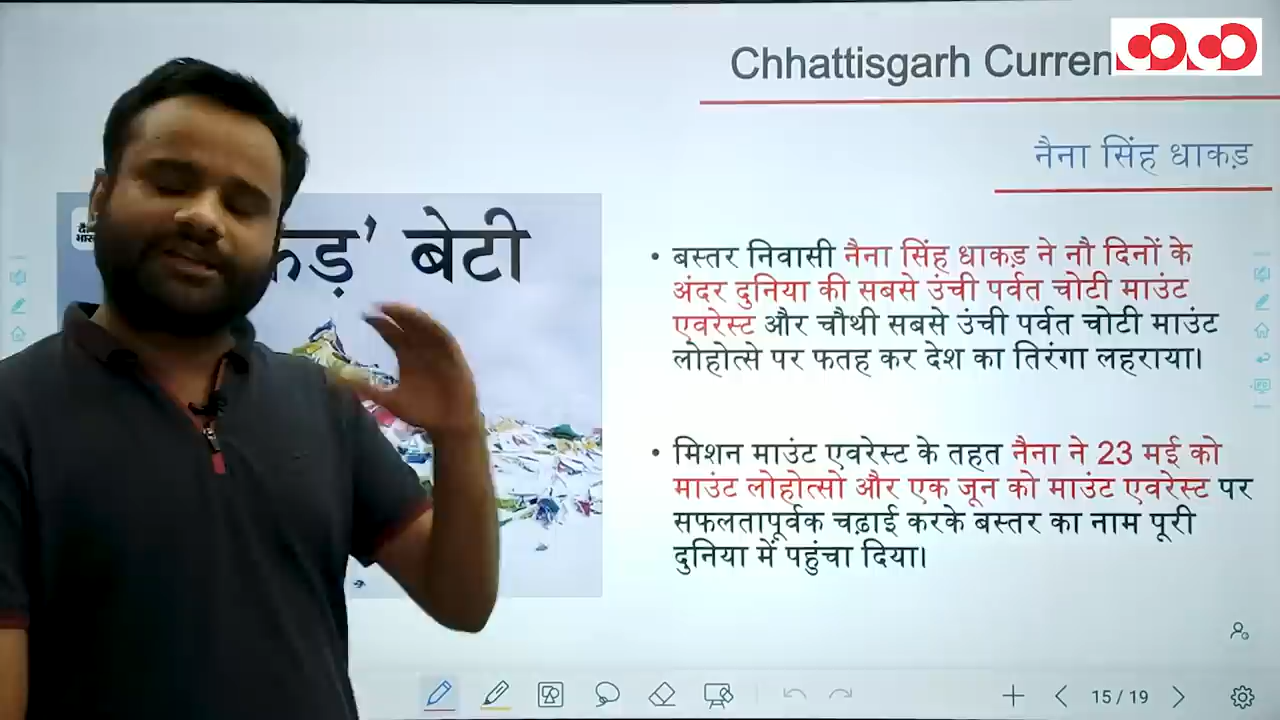 Chhattisgarh Curren
नैना सिंह धाकड़
कड़' बेटी
• बस्तर निवासी नैना सिंह धाकड ने नौ दिनों के
अंदर दुनिया की सबसे उंची पर्वत चोटी माउंट
एवरेस्ट और चौथी सबसे उंची पर्वत चोटी माउंट
लोहोत्से पर फतह कर देश का तिरंगा लहराया।
• मिशन माउंट एवरेस्ट के तहत नैना ने 23 मई को
माउंट लोहोत्सो और एक जून को माउंट एवरेस्ट पर
सफलतापूर्वक चढ़ाई करके बस्तर का नाम पूरी
दुनिया में पहुंचा दिया।
15 / 19